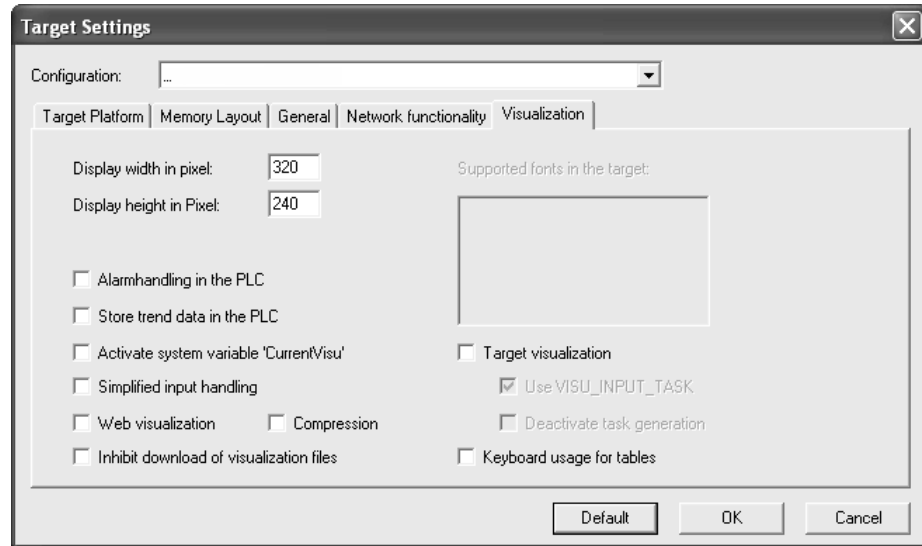 Target Settings
Configuration: ...
Target Platform Memory Layout General Network functionality Visualization
Display width in pixel: 320 Supported fonts in the target:
Display height in Pixel: 240
Alarmhandling in the PLC
Store trend data in the PLC
Activate system variable 'CurrentVisu' Target visualization
Simplified input handling Use VISU_INPUT_TASK
Web visualization Compression Deactivate task generation
Inhibit download of visualization files Keyboard usage for tables
Default OK Cancel